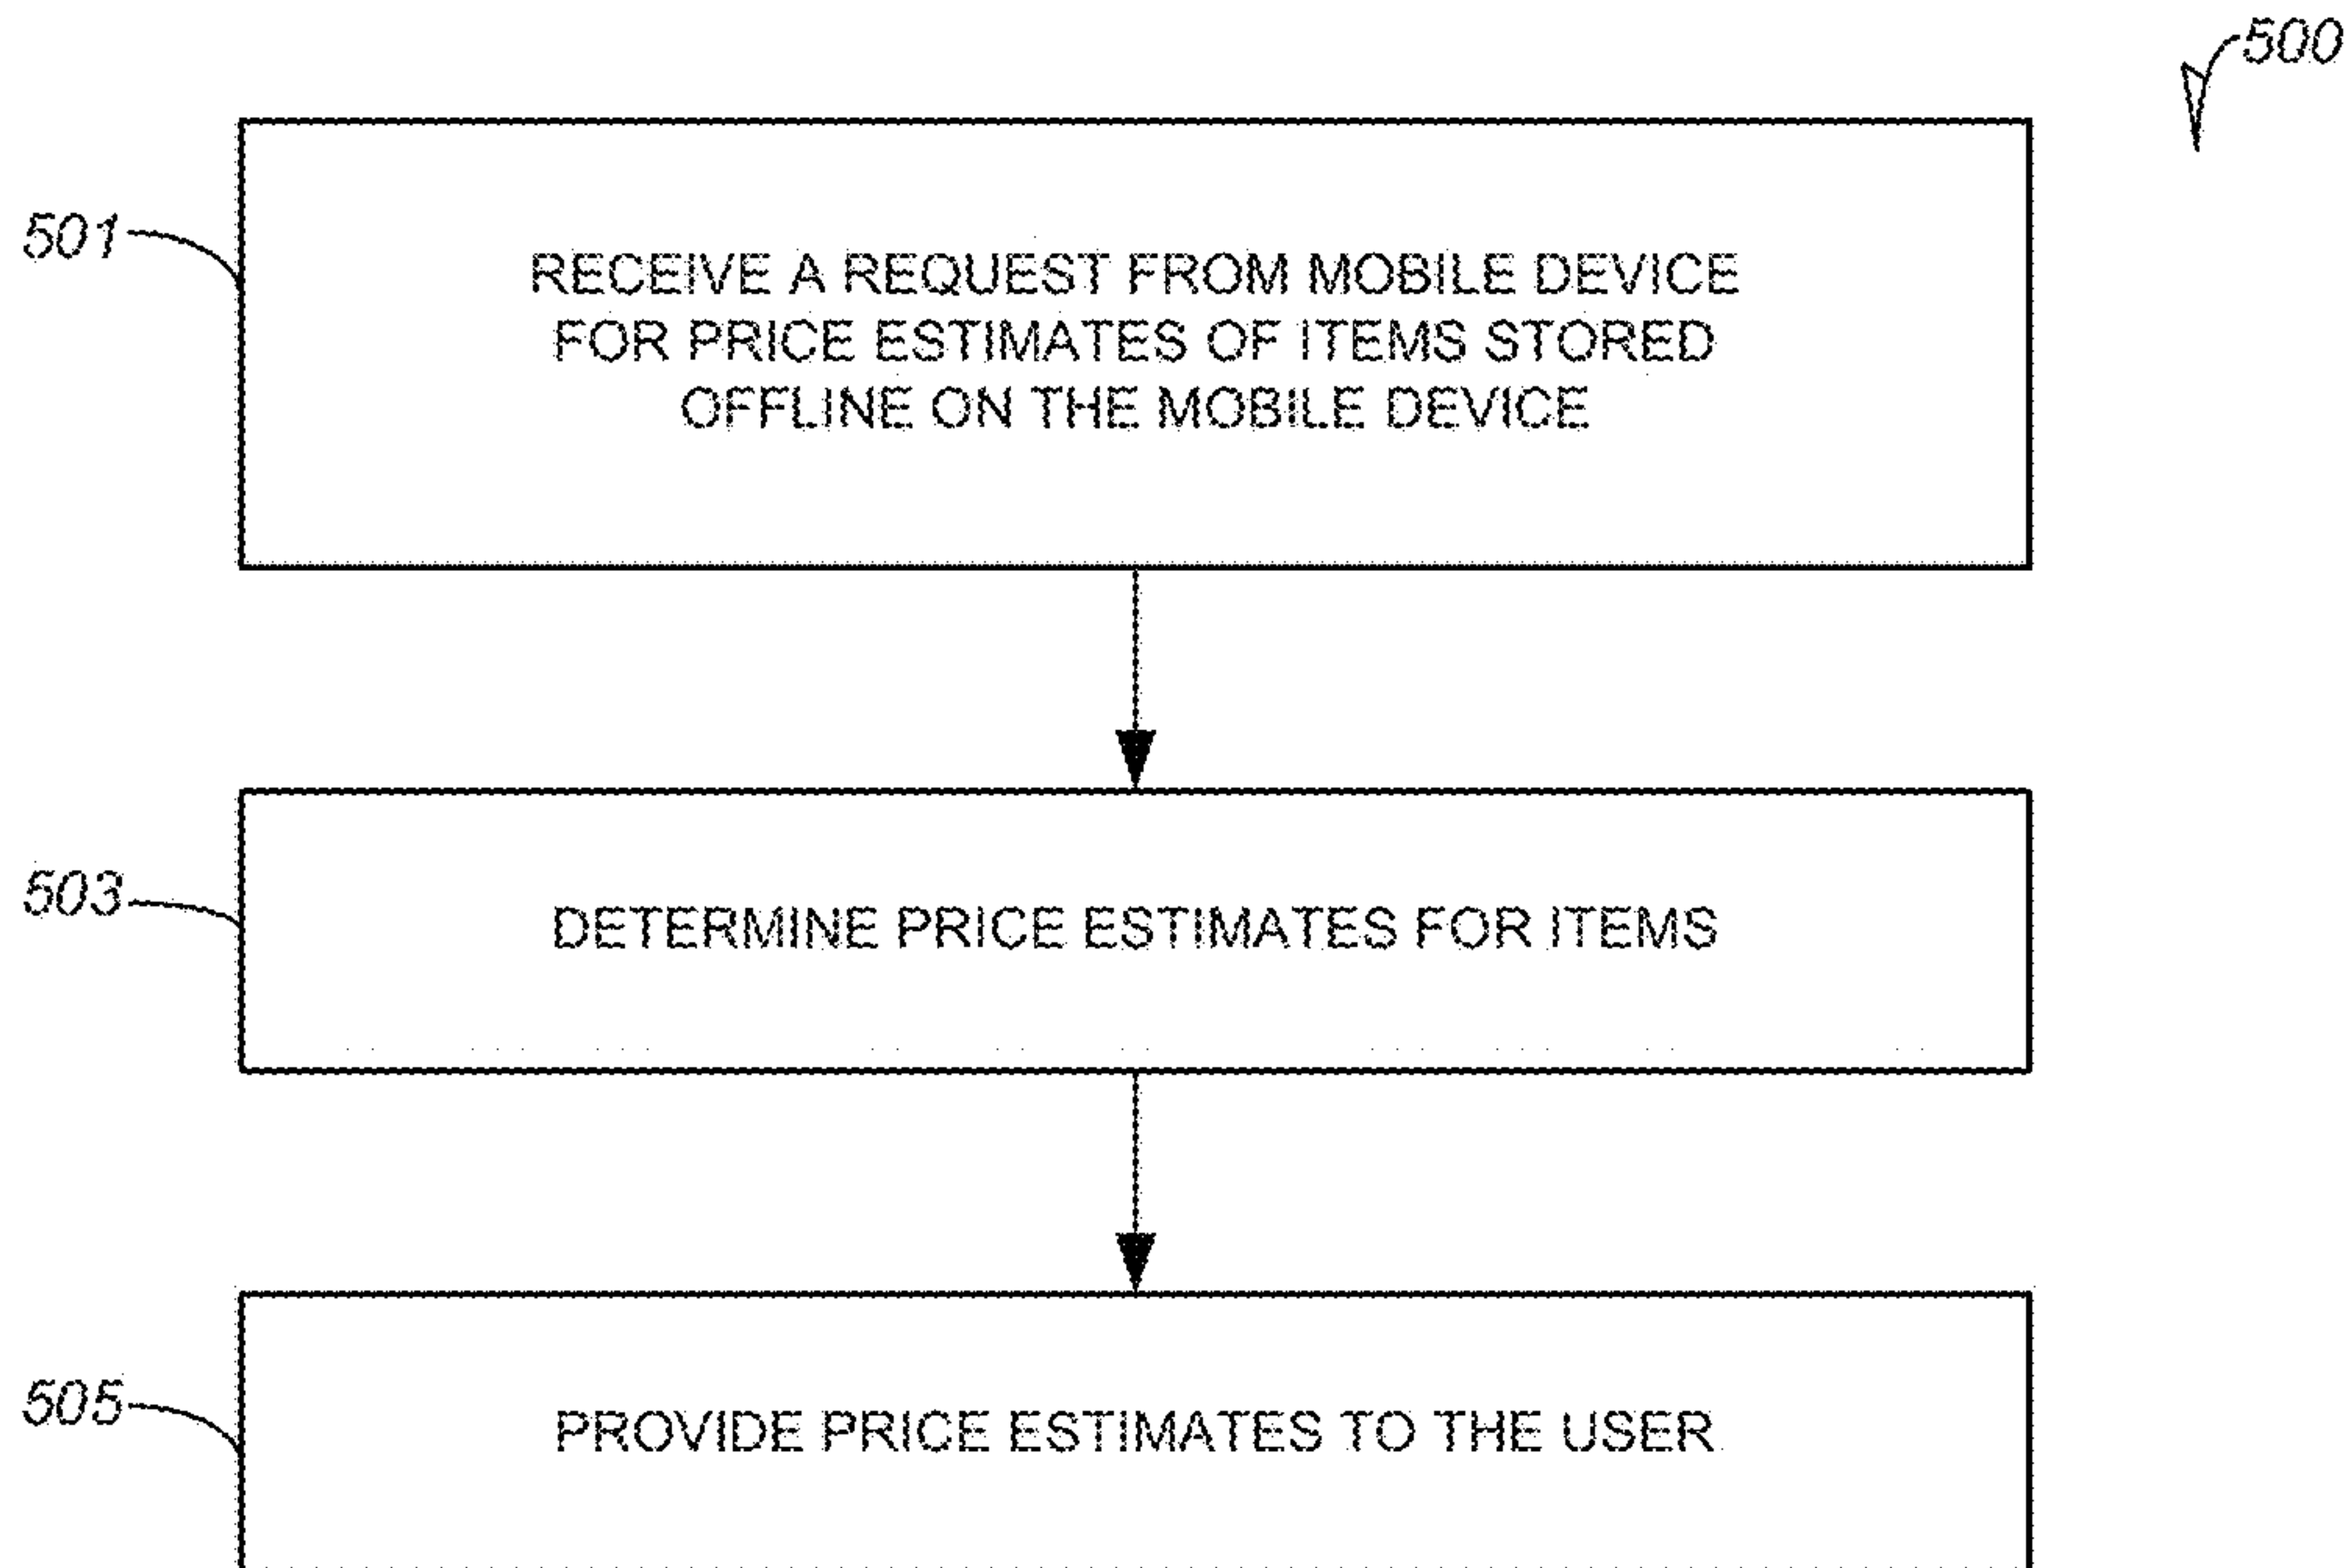 500
501
RECEIVE A REQUEST FROM MOBILE DEVICE
FOR PRICE ESTIMATES OF ITEMS STORED
OFFLINE ON THE MOBILE DEVICE
503
DETERMINE PRICE ESTIMATES FOR ITEMS
505
PROVIDE PRICE ESTIMATES TO THE USER